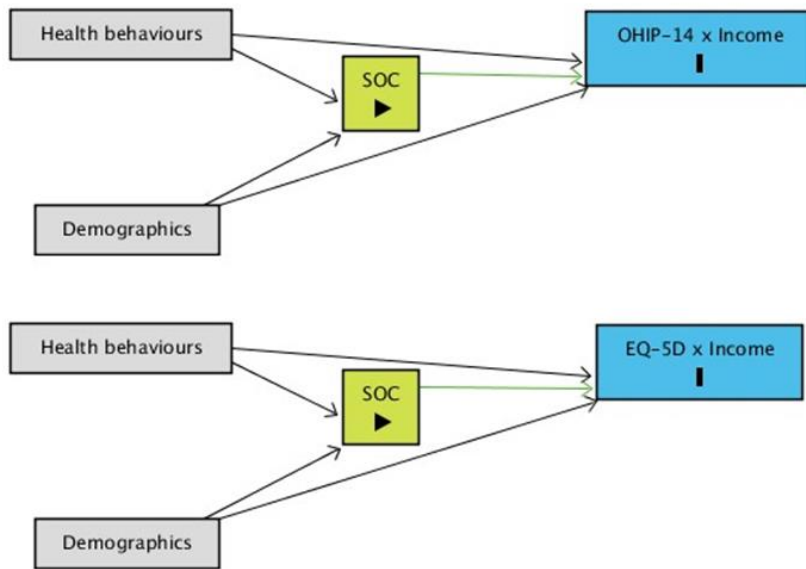 Health behaviours
OHIP-14 x Income
SOC
Demographics
Health behaviours
EQ-5D x Income
SOC
Demographics